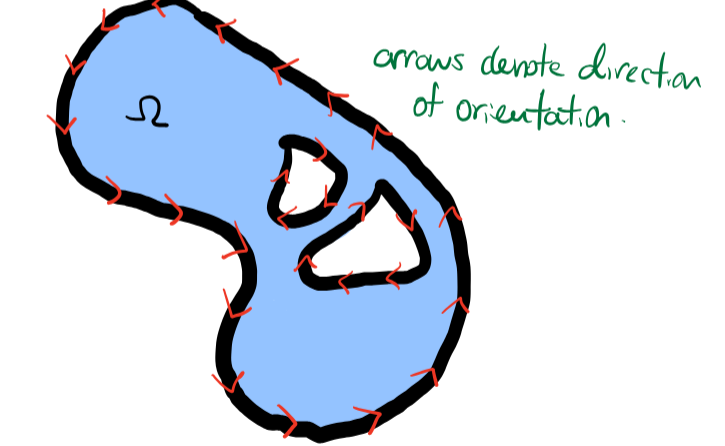 Ω
arrows denote direction
of orientation.